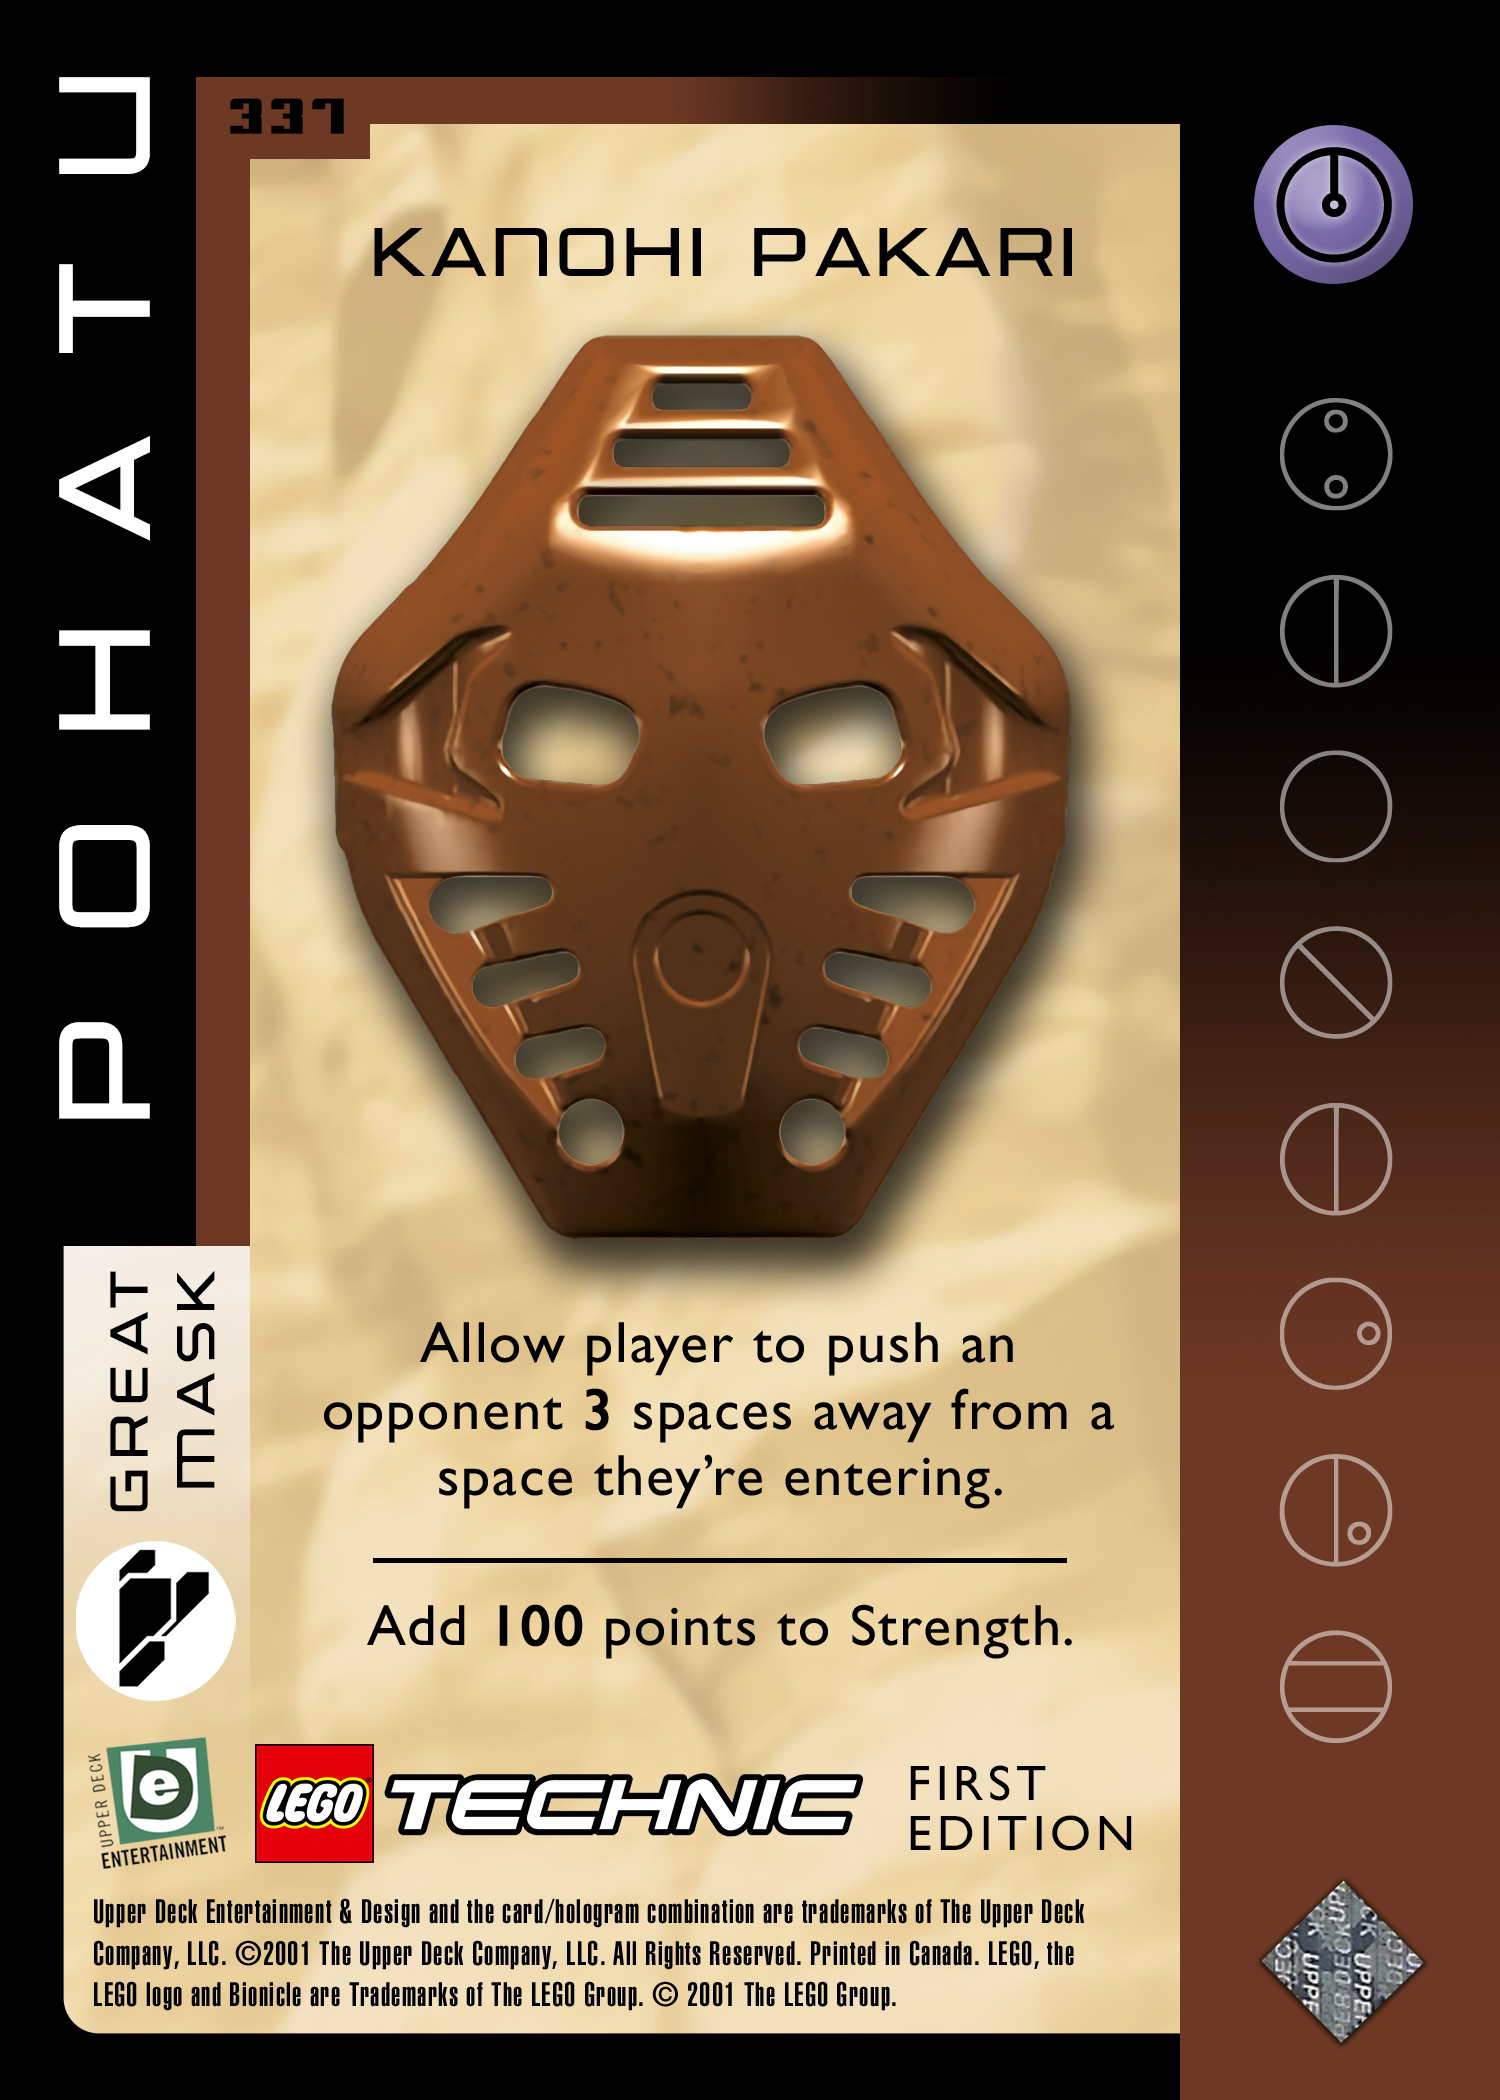 POHATU
337
KANOHI PAKARI
GREAT
MASK
Allow player to push an
opponent 3 spaces away from a
space they're entering.
Add 100 points to Strength.
UPPER DECK
e
ENTERTAINMENT™
LEGO TECHNIC
FIRST
EDITION
Upper Deck Entertainment & Design and the card/hologram combination are trademarks of The Upper Deck
Company, LLC. ©2001 The Upper Deck Company, LLC. All Rights Reserved. Printed in Canada. LEGO, the
LEGO logo and Bionicle are Trademarks of The LEGO Group. © 2001 The LEGO Group.